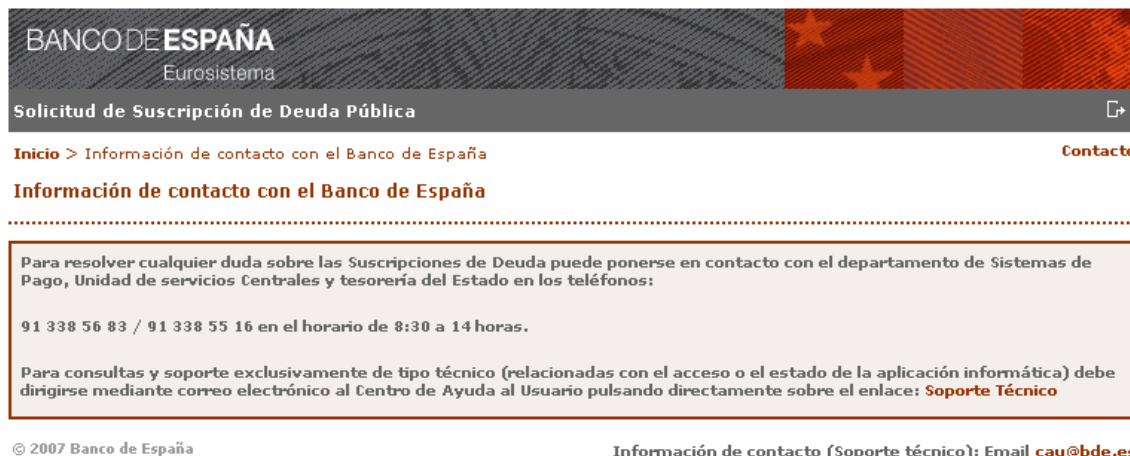 BANCODEESPAÑA
Eurosistema
Solicitud de Suscripción de Deuda Pública
Inicio > Información de contacto con el Banco de España
Contacto
Información de contacto con el Banco de España
Para resolver cualquier duda sobre las Suscripciones de Deuda puede ponerse en contacto con el departamento de Sistemas de
Pago, Unidad de servicios Centrales y tesorería del Estado en los teléfonos:
91 338 56 83 / 91 338 55 16 en el horario de 8:30 a 14 horas.
Para consultas y soporte exclusivamente de tipo técnico (relacionadas con el acceso o el estado de la aplicación informática) debe
dirigirse mediante correo electrónico al Centro de Ayuda al Usuario pulsando directamente sobre el enlace: Soporte Técnico
© 2007 Banco de España
Información de contacto (Soporte técnico): Email cau@bde.es